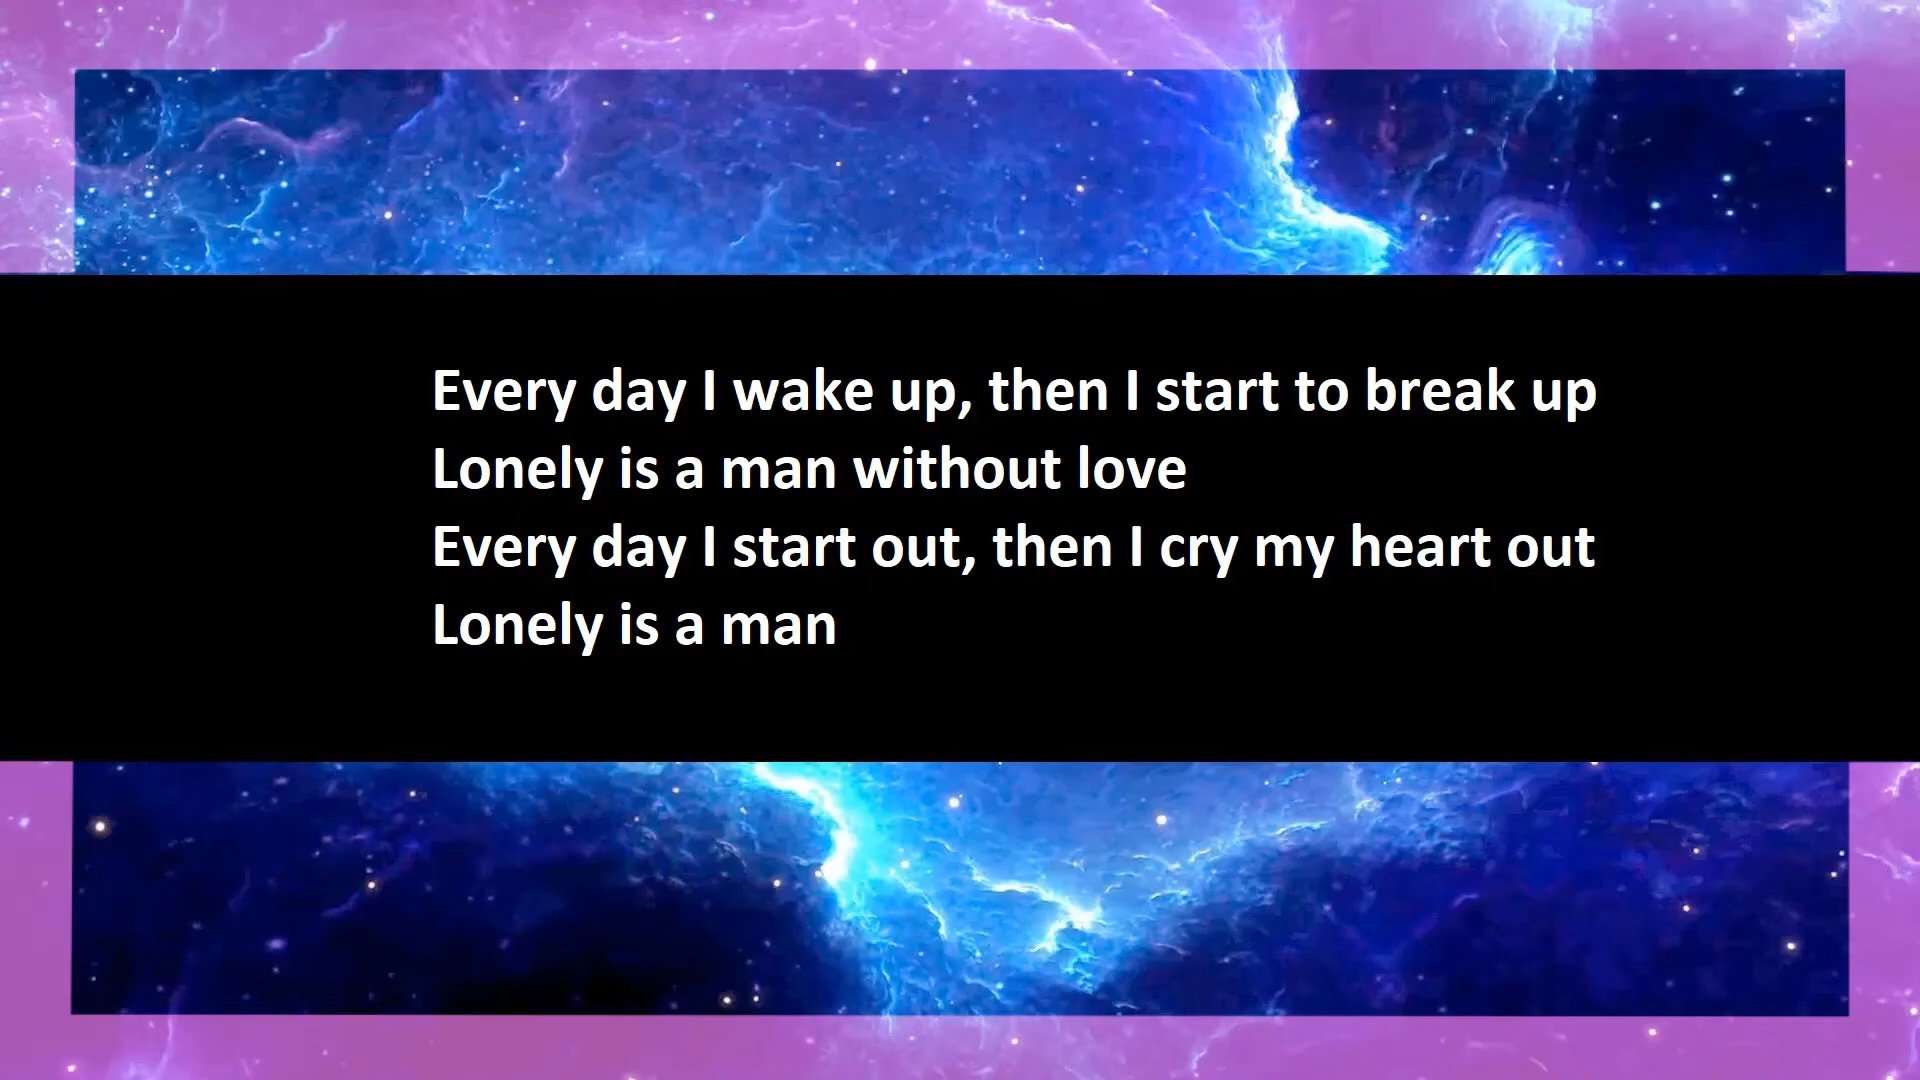 Every day I wake up, then I start to break up
Lonely is a man without love
Every day I start out, then I cry my heart out
Lonely is a man